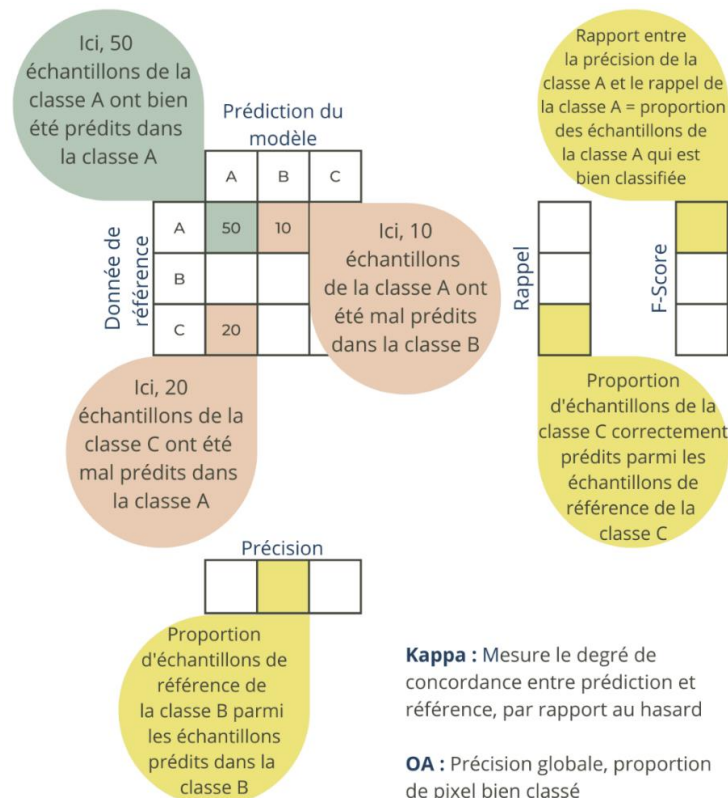 Ici, 50
échantillons de la
classe A ont bien
été prédits dans
la classe A
Prédiction du
modèle
A B C
Donnée de
référence
A 50 10
B
C 20
Ici, 10
échantillons
de la classe A ont
été mal prédits
dans la classe B
Ici, 20
échantillons de la
classe C ont été
mal prédits dans
la classe A
Rapport entre
la précision de la
classe A et le rappel de
la classe A = proportion
des échantillons de
la classe A qui est
bien classifiée
Rappel
F-Score
Proportion
d'échantillons de la
classe C correctement
prédits parmi les
échantillons de
référence de la
classe C
Précision
Proportion
d'échantillons de
référence de
la classe B parmi
les échantillons
prédits dans la
classe B
Kappa : Mesure le degré de
concordance entre prédiction et
référence, par rapport au hasard
OA : Précision globale, proportion
de pixel bien classé